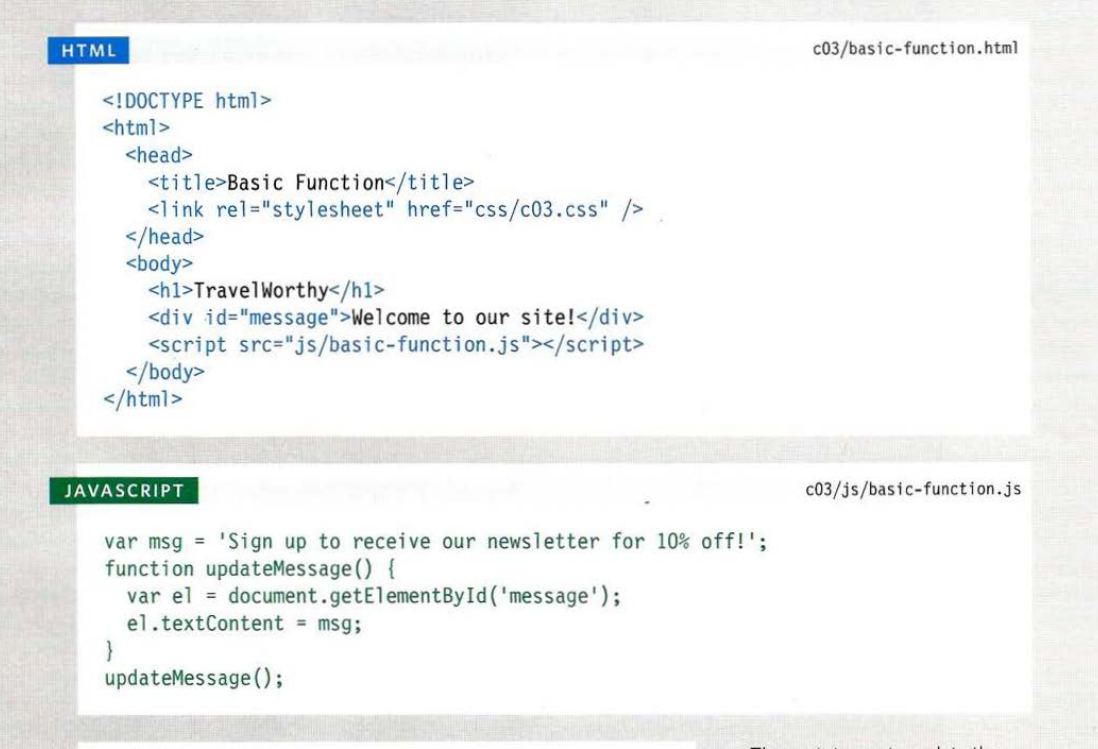 HTML
c03/basic-function.html
<!DOCTYPE html>
<html>
  <head>
    <title>Basic Function</title>
    <link rel="stylesheet" href="css/c03.css" />
  </head>
  <body>
    <h1>TravelWorthy</h1>
    <div id="message">Welcome to our site!</div>
    <script src="js/basic-function.js"></script>
  </body>
</html>
JAVASCRIPT
c03/js/basic-function.js
var msg = 'Sign up to receive our newsletter for 10% off!';
function updateMessage() {
  var el = document.getElementById('message');
  el.textContent = msg;
}
updateMessage();